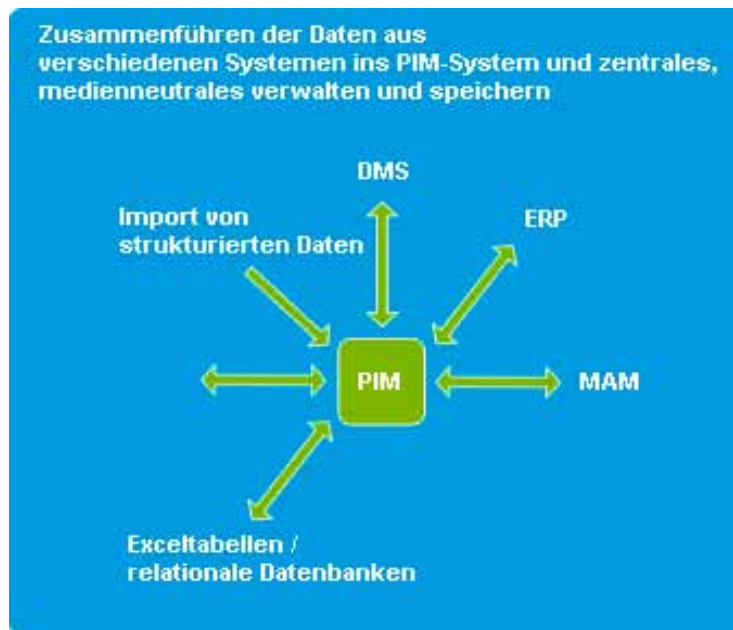 Zusammenführen der Daten aus
verschiedenen Systemen ins PIM-System und zentrales,
medienneutrales verwalten und speichern
DMS
Import von
strukturierten Daten
ERP
PIM
MAM
Exceltabellen /
relationale Datenbanken